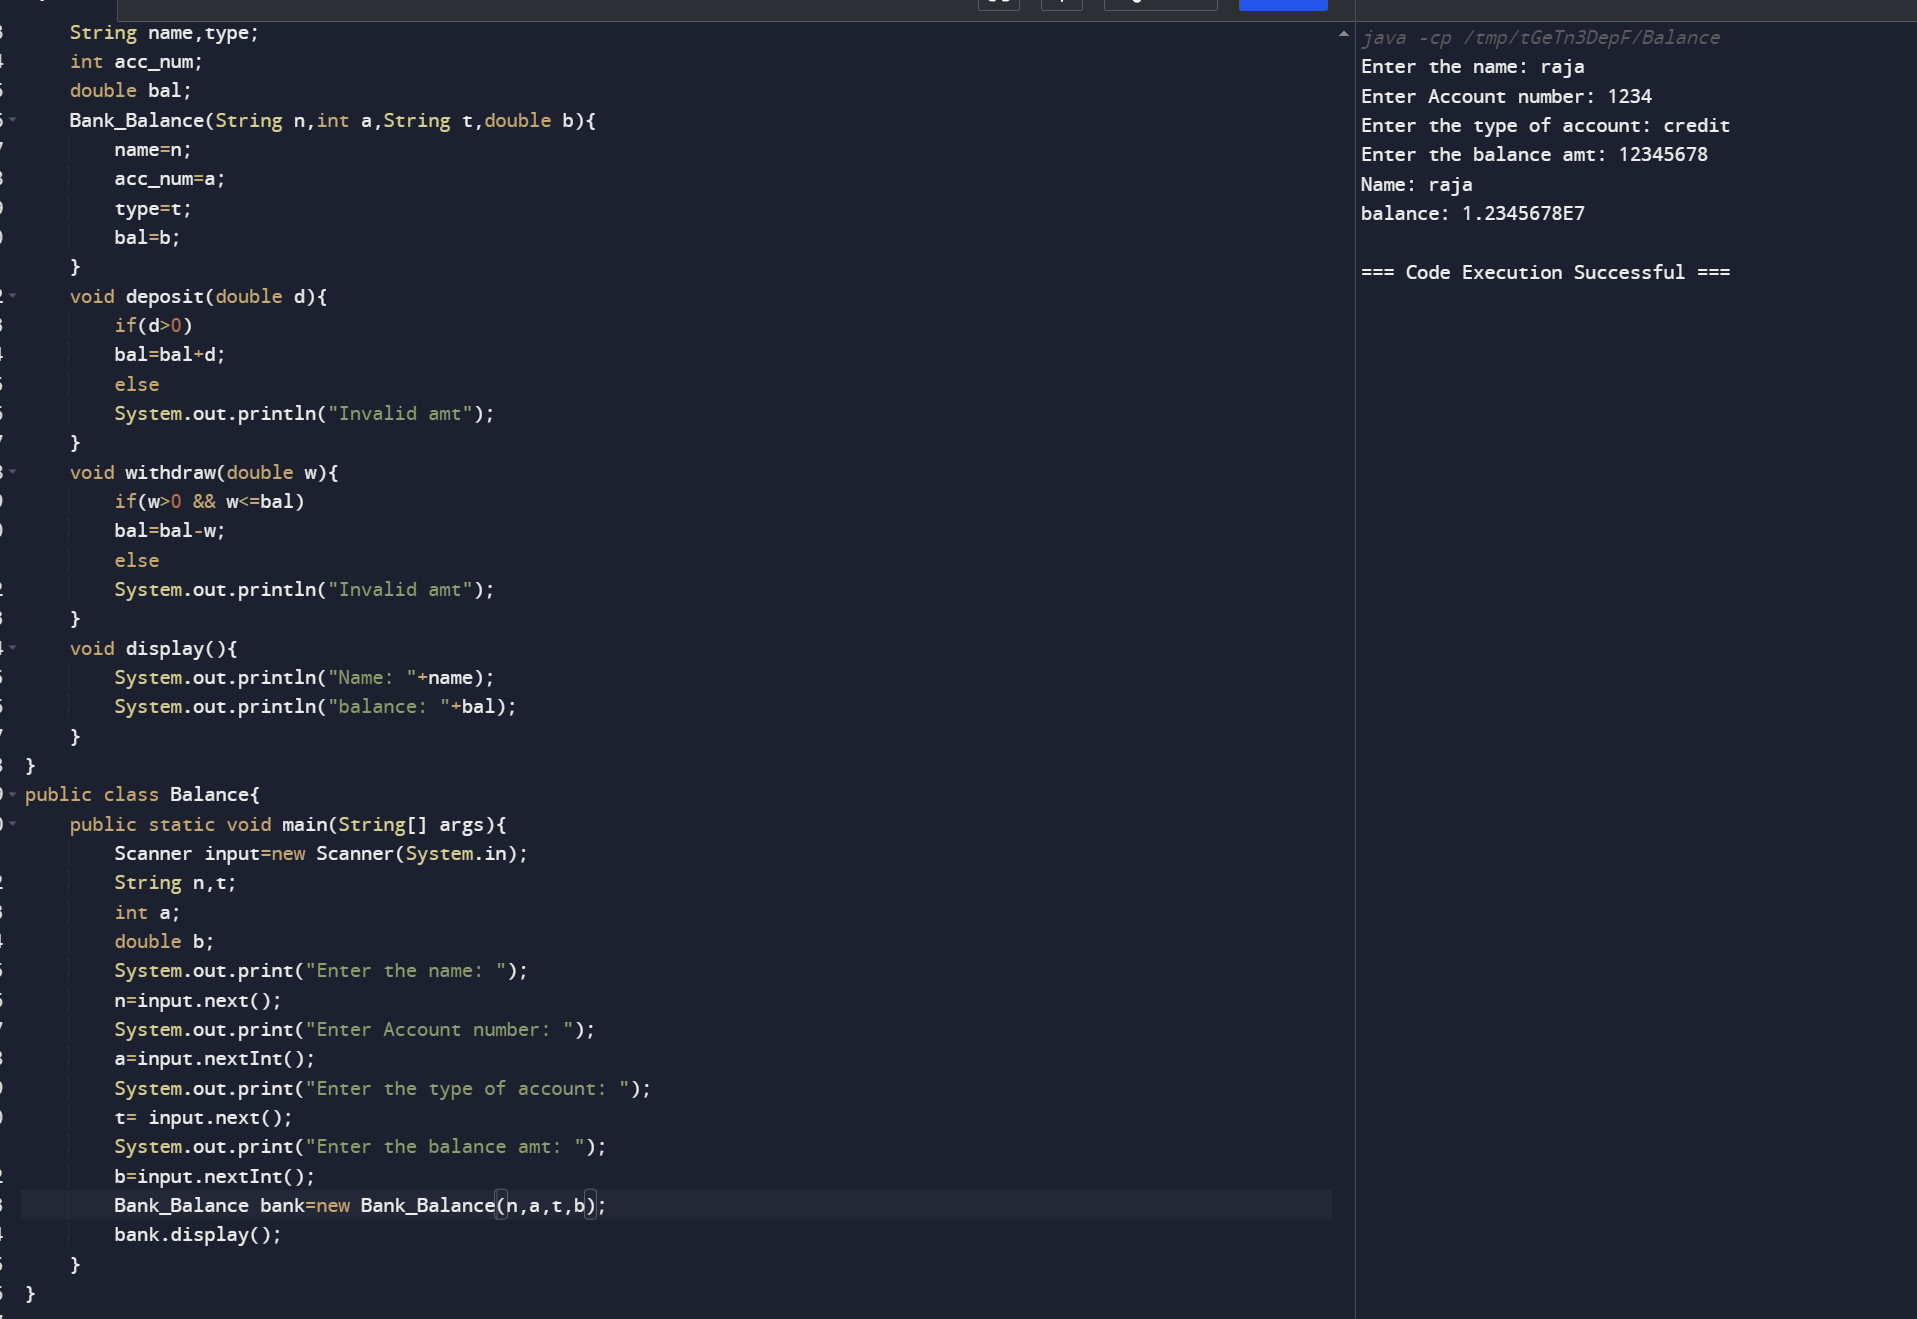 String name,type;
int acc_num;
double bal;
Bank_Balance(String n,int a,String t,double b){
name=n;
acc_num=a;
type=t;
bal=b;
}
void deposit(double d){
if(d>0)
bal=bal+d;
else
System.out.println("Invalid amt");
}
void withdraw(double w){
if(w>0 && w<=bal)
bal=bal-w;
else
System.out.println("Invalid amt");
}
void display(){
System.out.println("Name: "+name);
System.out.println("balance: "+bal);
}
}
public class Balance{
public static void main(String[] args){
Scanner input=new Scanner(System.in);
String n,t;
int a;
double b;
System.out.print("Enter the name: ");
n=input.next();
System.out.print("Enter Account number: ");
a=input.nextInt();
System.out.print("Enter the type of account: ");
t= input.next();
System.out.print("Enter the balance amt: ");
b=input.nextInt();
Bank_Balance bank=new Bank_Balance(n,a,t,b);
bank.display();
}
}
java -cp /tmp/tGeTn3DepF/Balance
Enter the name: raja
Enter Account number: 1234
Enter the type of account: credit
Enter the balance amt: 12345678
Name: raja
balance: 1.2345678E7
=== Code Execution Successful ===